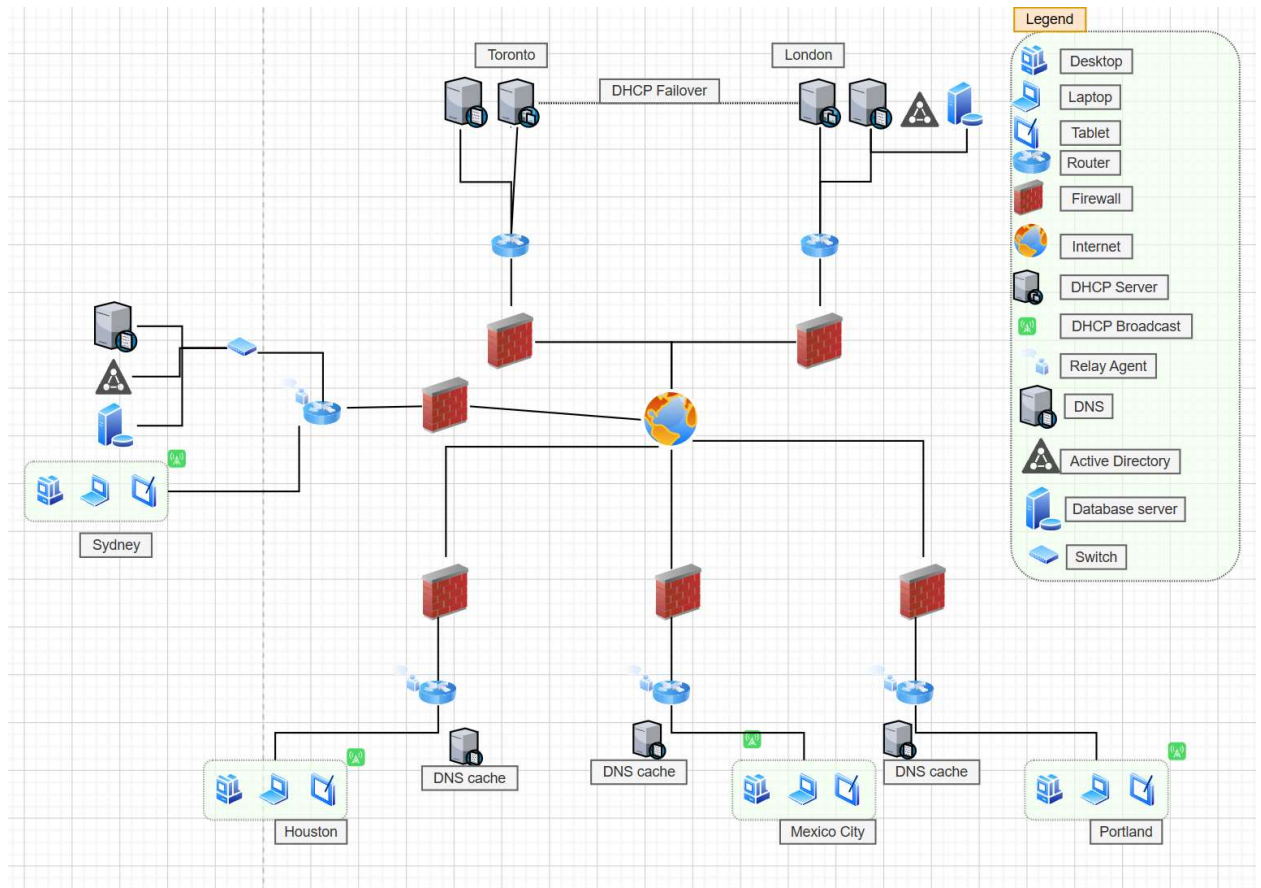 Legend
Toronto
London
DHCP Failover
Desktop
Laptop
Tablet
Router
Firewall
Internet
DHCP Server
DHCP Broadcast
Relay Agent
DNS
Active Directory
Database server
Switch
Sydney
DNS cache
DNS cache
DNS cache
Houston
Mexico City
Portland